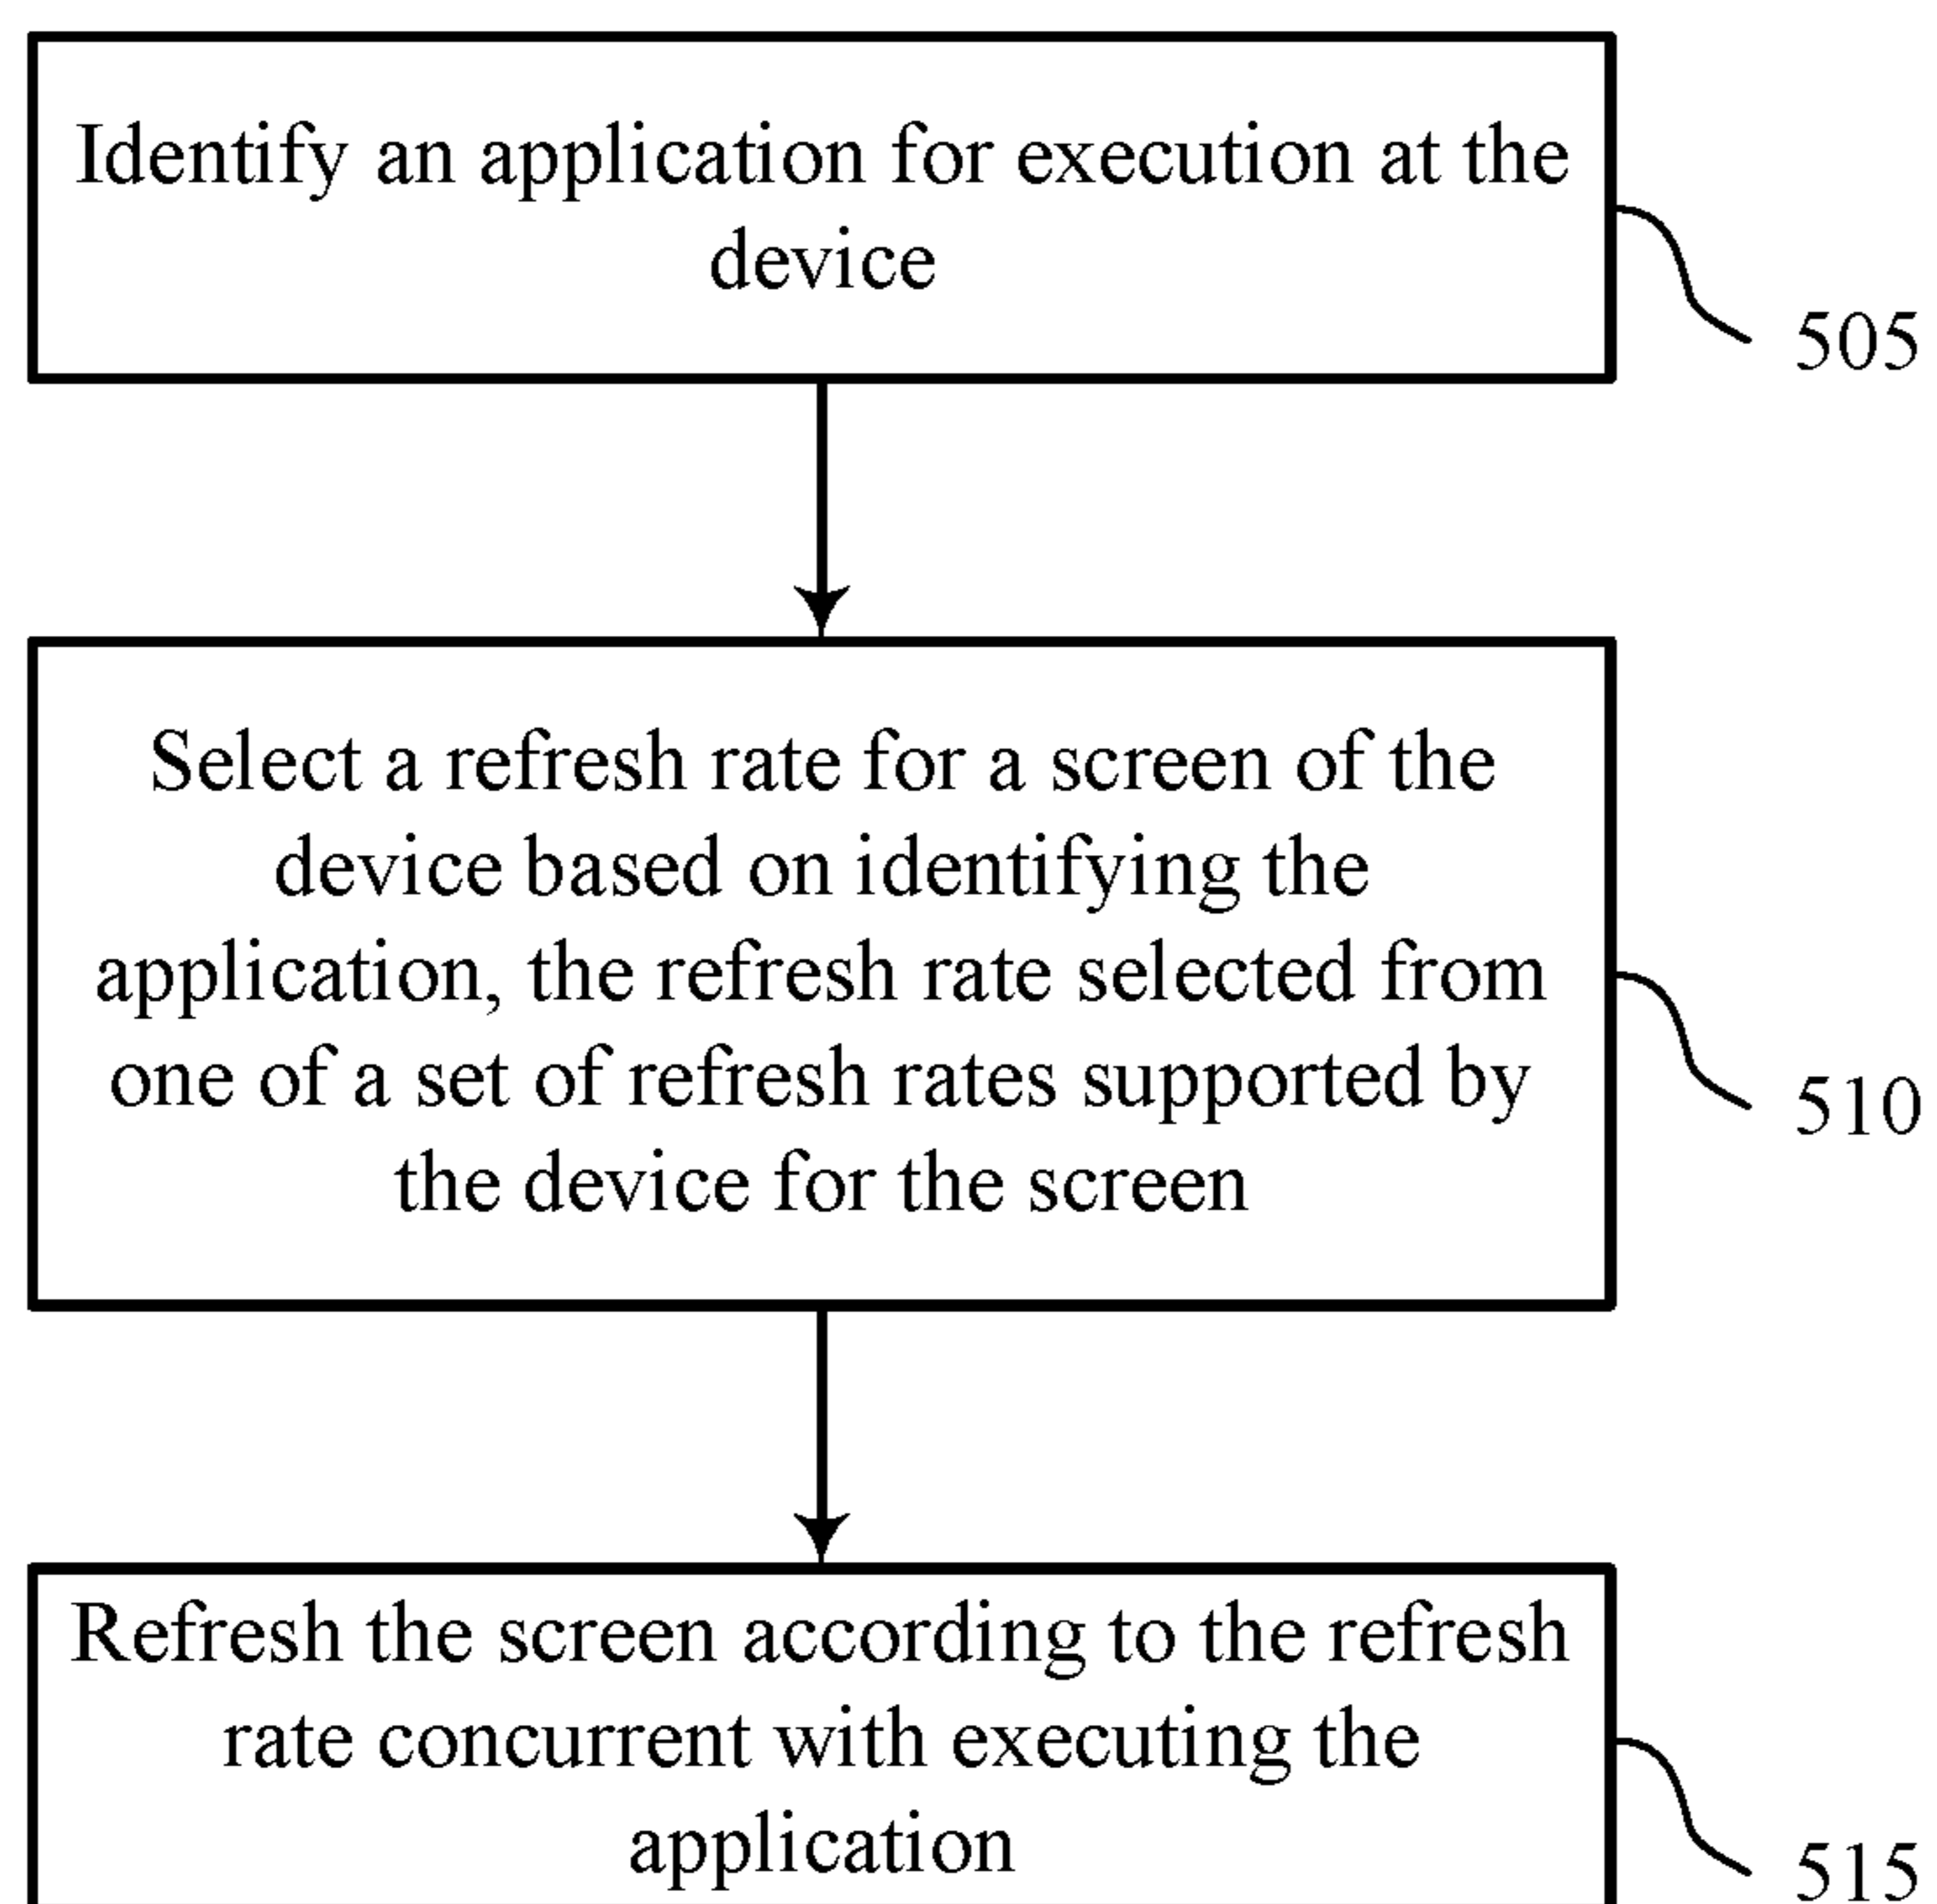 Identify an application for execution at the
device
505
Select a refresh rate for a screen of the
device based on identifying the
application, the refresh rate selected from
one of a set of refresh rates supported by
the device for the screen
510
Refresh the screen according to the refresh
rate concurrent with executing the
application
515